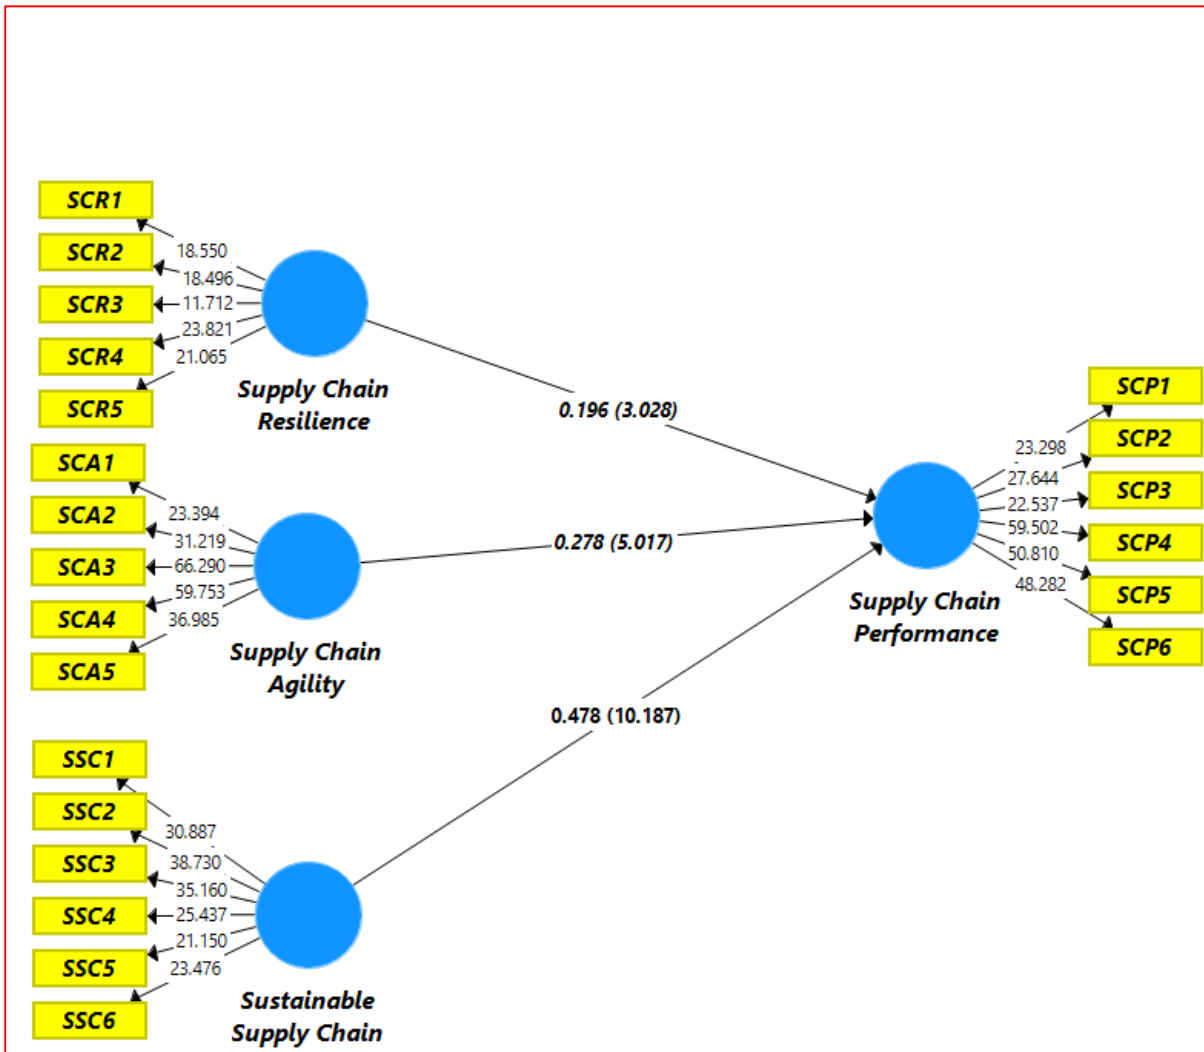 SCR1
SCR2
SCR3
SCR4
SCR5
18.550
18.496
11.712
23.821
21.065
Supply Chain
Resilience
SCA1
SCA2
SCA3
SCA4
SCA5
23.394
31.219
66.290
59.753
36.985
Supply Chain
Agility
SSC1
SSC2
SSC3
SSC4
SSC5
SSC6
30.887
38.730
35.160
25.437
21.150
23.476
Sustainable
Supply Chain
0.196 (3.028)
0.278 (5.017)
0.478 (10.187)
Supply Chain
Performance
23.298
27.644
22.537
59.502
50.810
48.282
SCP1
SCP2
SCP3
SCP4
SCP5
SCP6